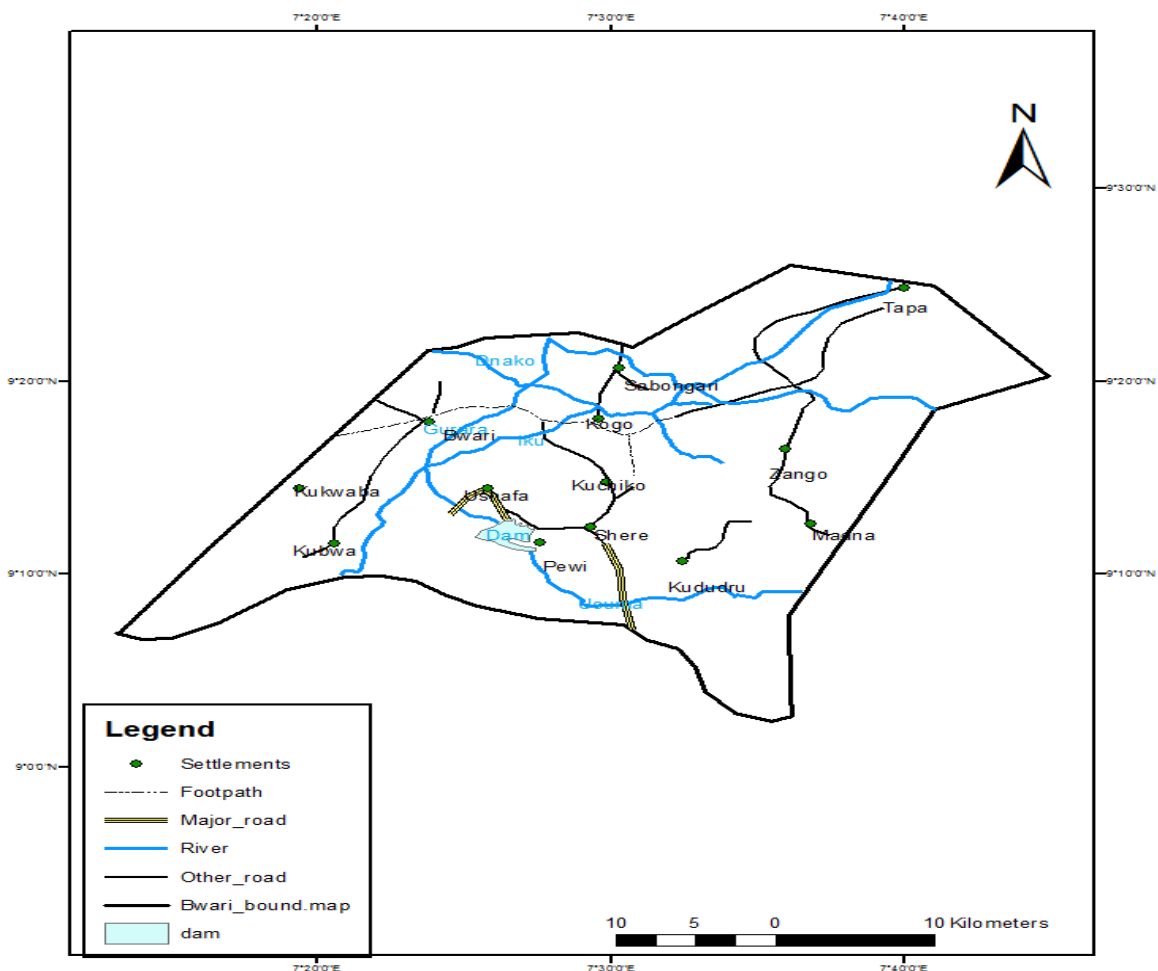 7°20'0"E 7°30'0"E 7°40'0"E
N
9°30'0"N
Tapa
Dnako
9°20'0"N Sabongari 9°20'0"N
Gurara Bwari Iku Kogo
Zango
Kukwaba Ushafa Kuchiko
Dam Shere Maana
Kubwa Pewi
9°10'0"N Kududru 9°10'0"N
Legend
Settlements
9°0'0"N
Footpath
Major_road
River
Other_road
Bwari_bound.map
dam
10 5 0 10 Kilometers
7°20'0"E 7°30'0"E 7°40'0"E